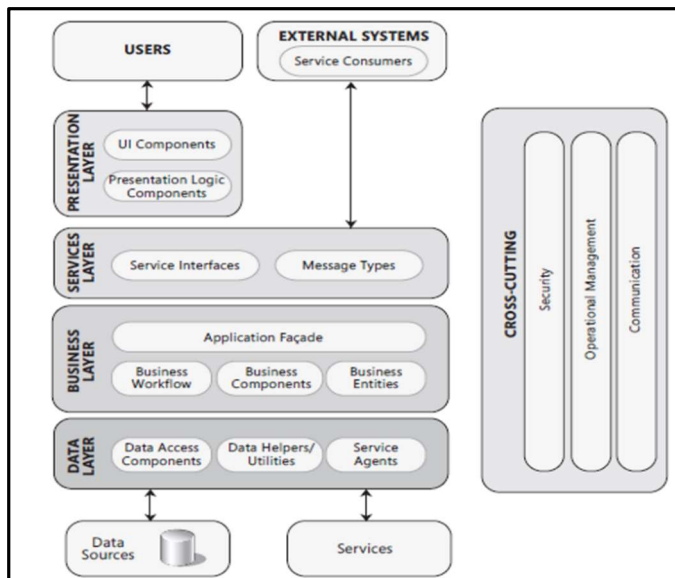 USERS
EXTERNAL SYSTEMS
Service Consumers
PRESENTATION
LAYER
UI Components
Presentation Logic
Components
SERVICES
LAYER
Service Interfaces
Message Types
BUSINESS
LAYER
Application Façade
Business
Workflow
Business
Components
Business
Entities
DATA
LAYER
Data Access
Components
Data Helpers/
Utilities
Service
Agents
Data
Sources
Services
CROSS-CUTTING
Security
Operational Management
Communication